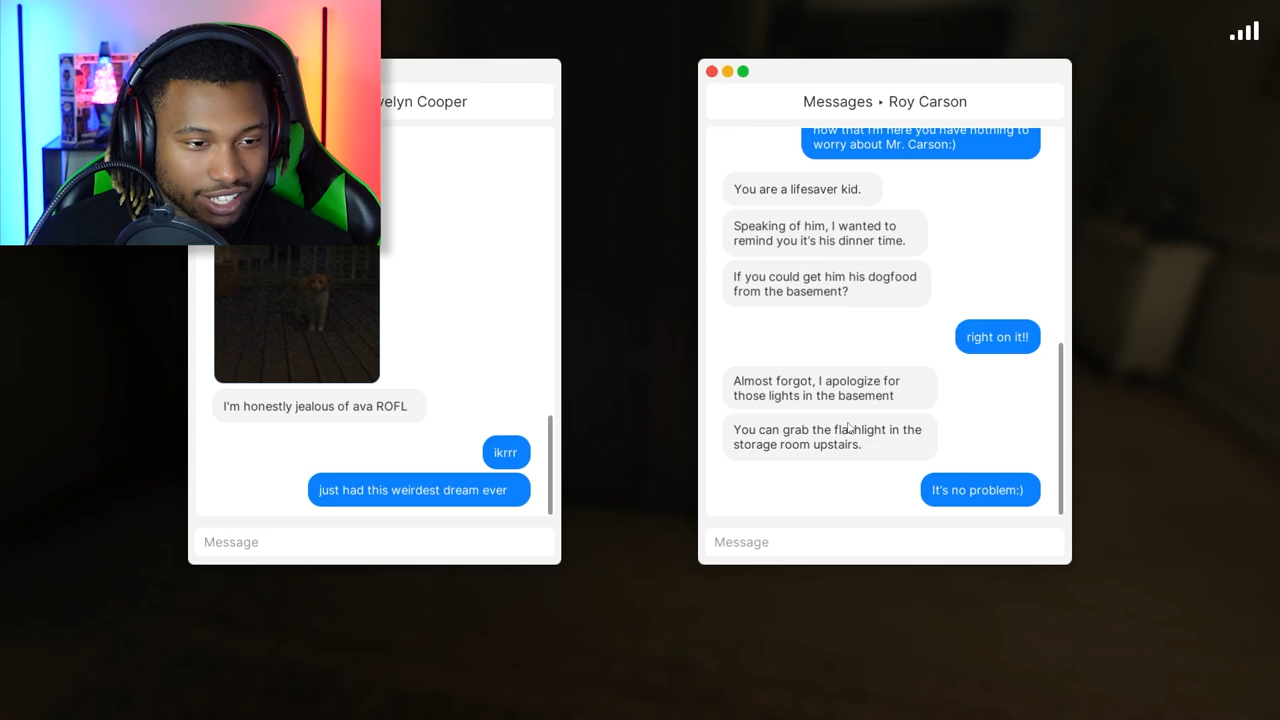 velyn Cooper
I'm honestly jealous of ava ROFL
ikrrr
just had this weirdest dream ever
Message
Messages ▸ Roy Carson
now that I'm here you have nothing to
worry about Mr. Carson:)
You are a lifesaver kid.
Speaking of him, I wanted to
remind you it's his dinner time.
If you could get him his dogfood
from the basement?
right on it!!
Almost forgot, I apologize for
those lights in the basement
You can grab the flashlight in the
storage room upstairs.
It's no problem:)
Message